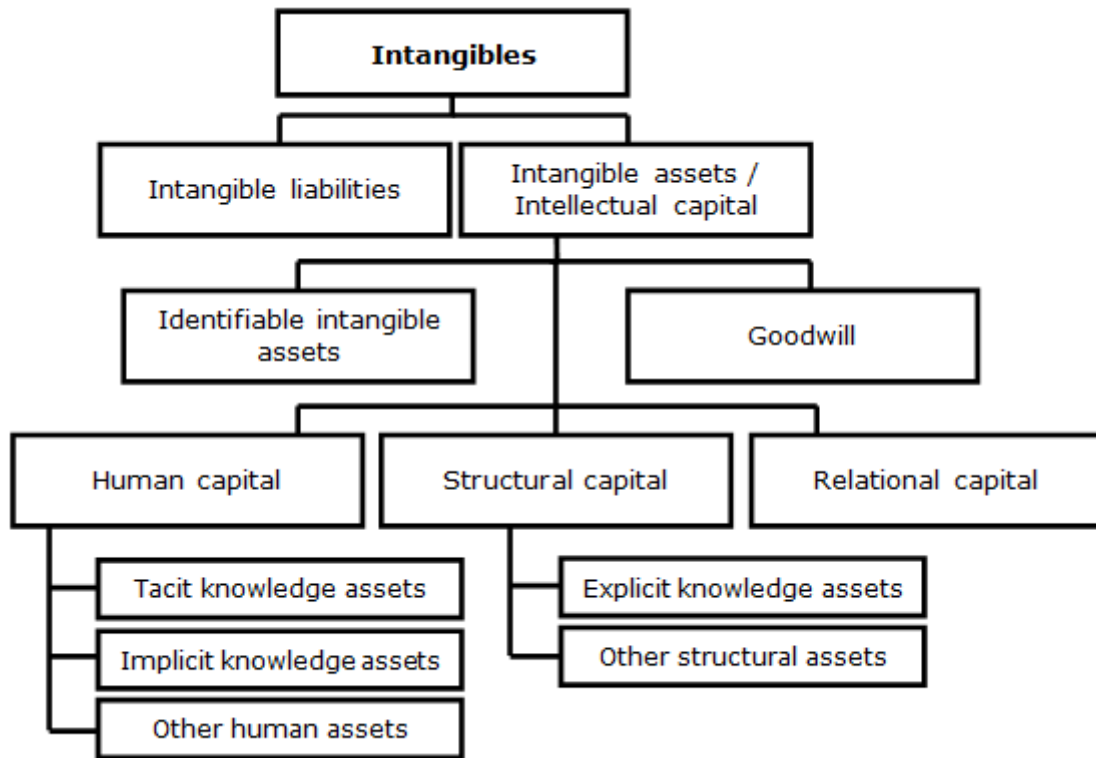 Intangibles
Intangible liabilities
Intangible assets /
Intellectual capital
Identifiable intangible
assets
Goodwill
Human capital
Structural capital
Relational capital
Tacit knowledge assets
Implicit knowledge assets
Other human assets
Explicit knowledge assets
Other structural assets